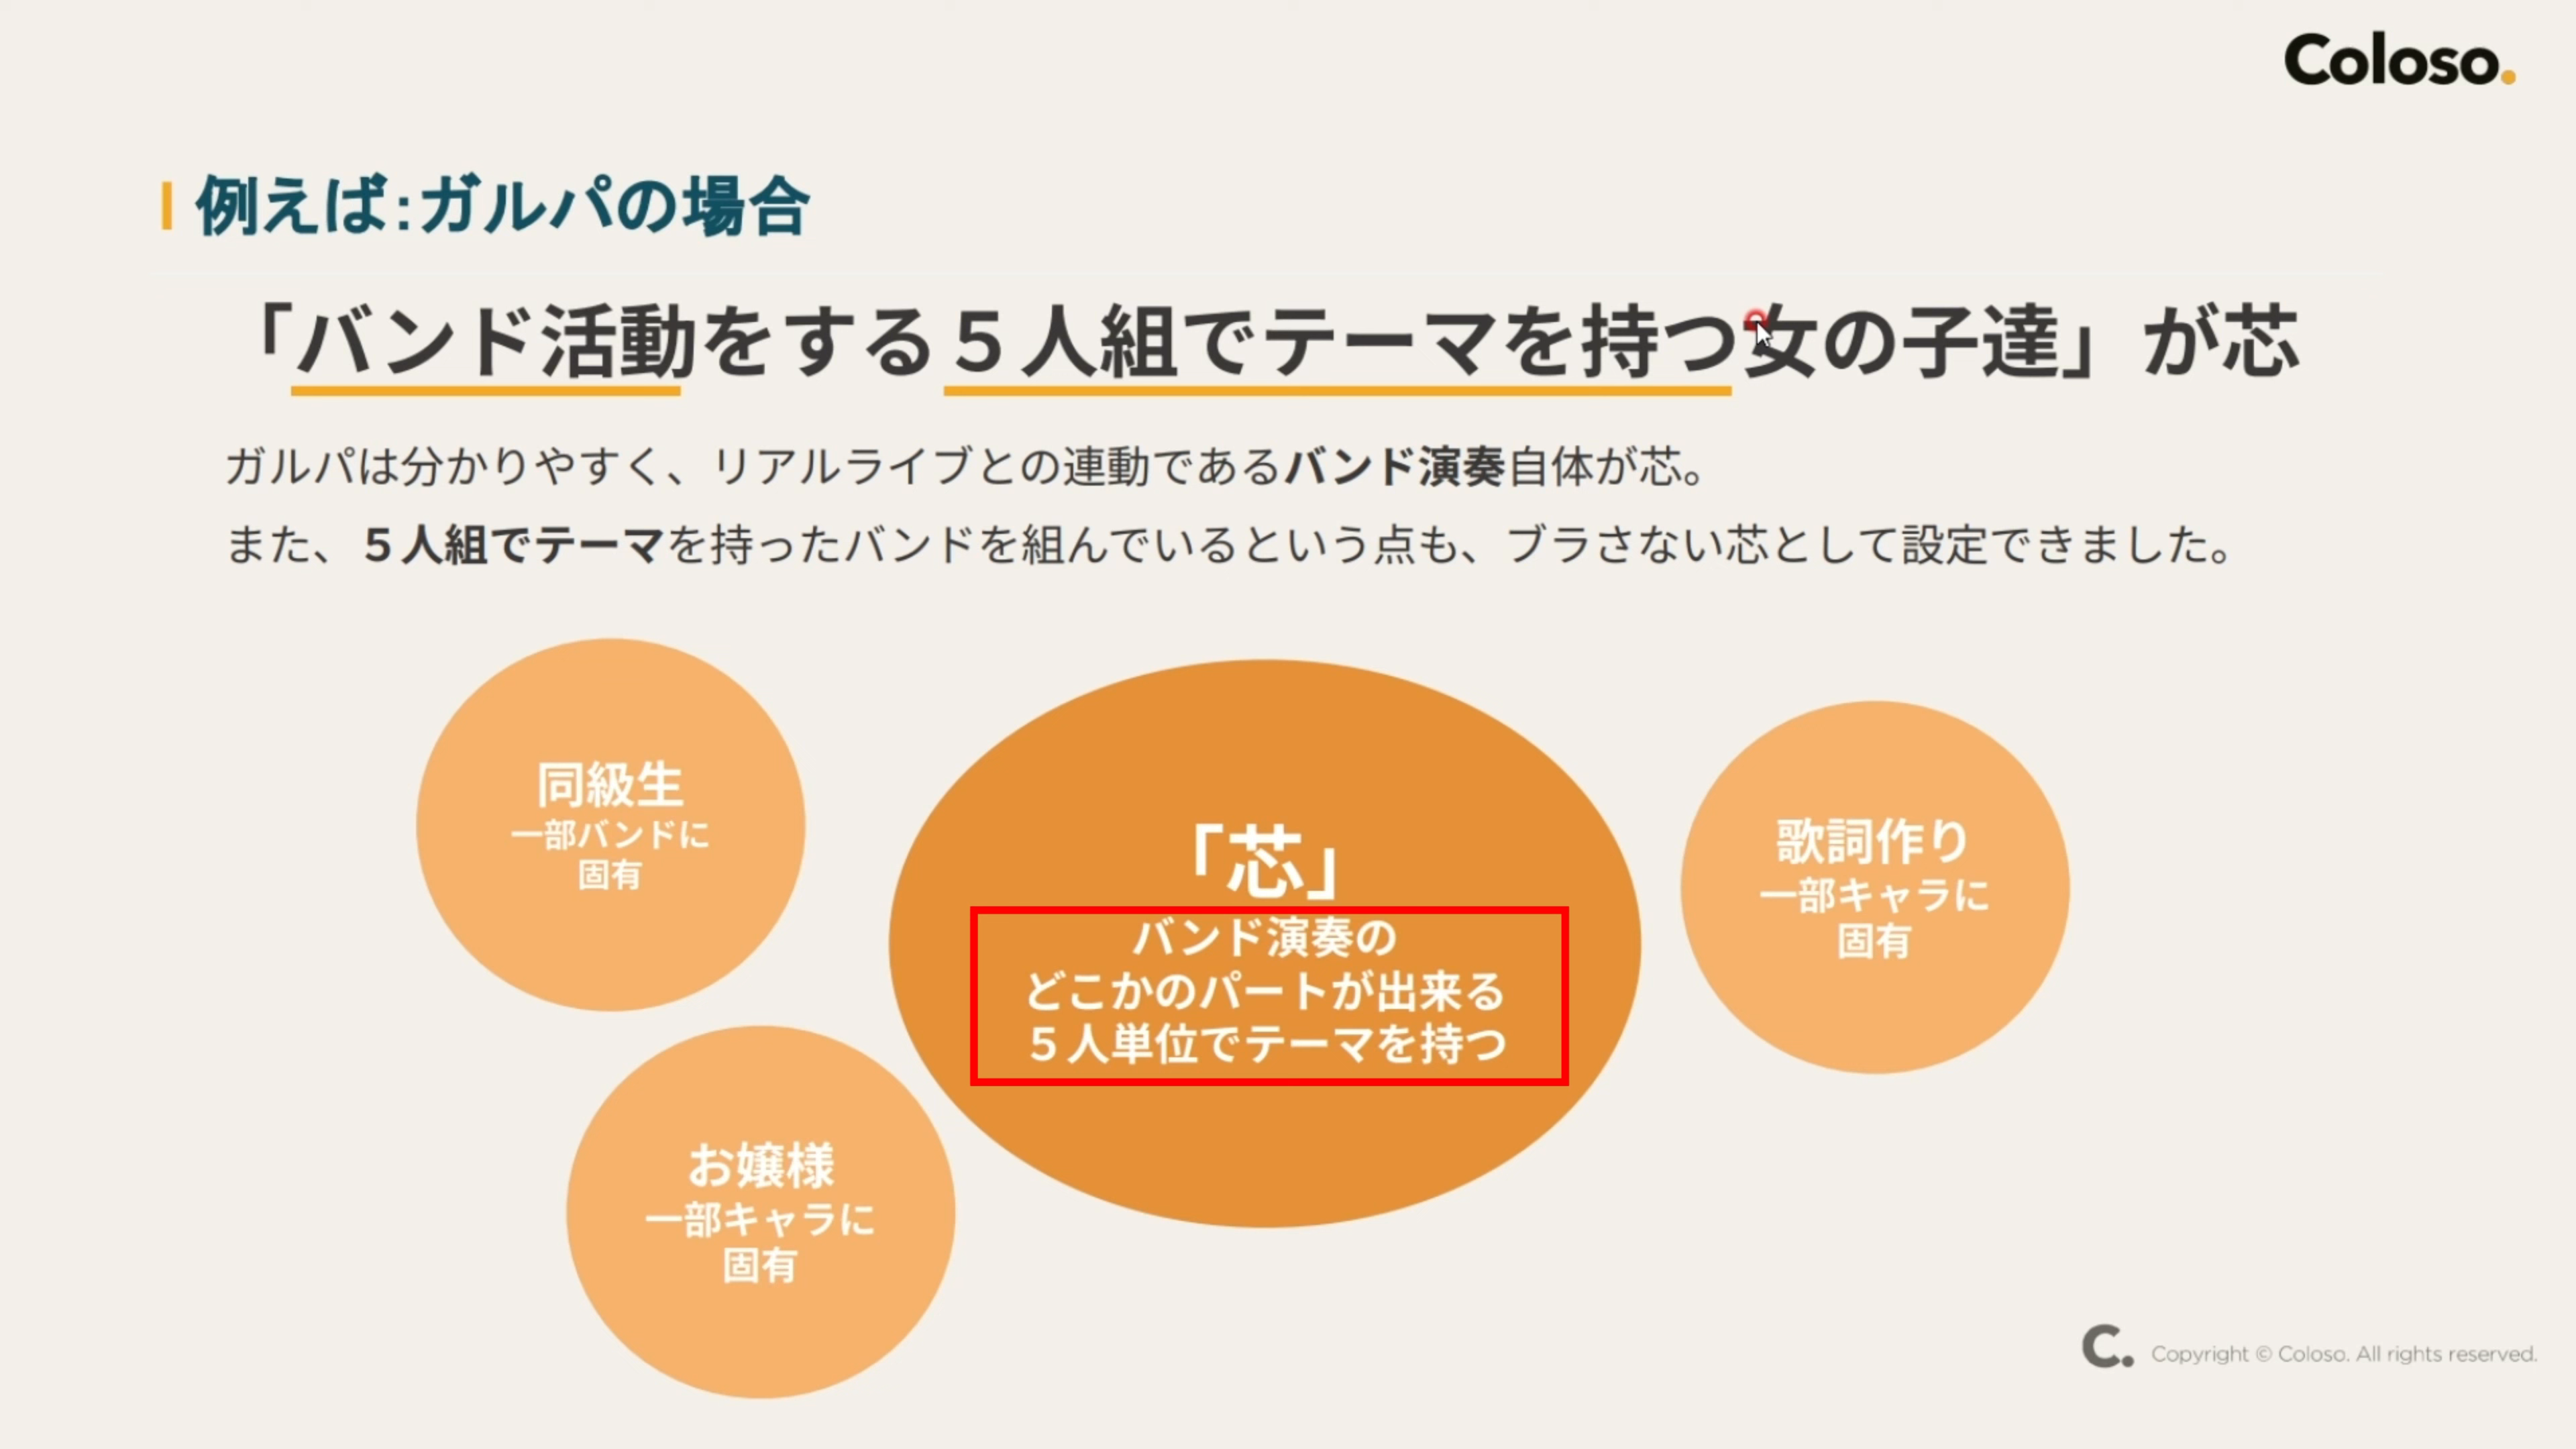 Coloso.
例えば:ガルパの場合
「バンド活動をする5人組でテーマを持つ女の子達」が芯
ガルパは分かりやすく、リアルライブとの連動であるバンド演奏自体が芯。
また、5人組でテーマを持ったバンドを組んでいるという点も、ブラさない芯として設定できました。
同級生
一部バンドに
固有
「芯」
バンド演奏の
どこかのパートが出来る
5人単位でテーマを持つ
歌詞作り
一部キャラに
固有
お嬢様
一部キャラに
固有
C. Copyright © Coloso. All rights reserved.